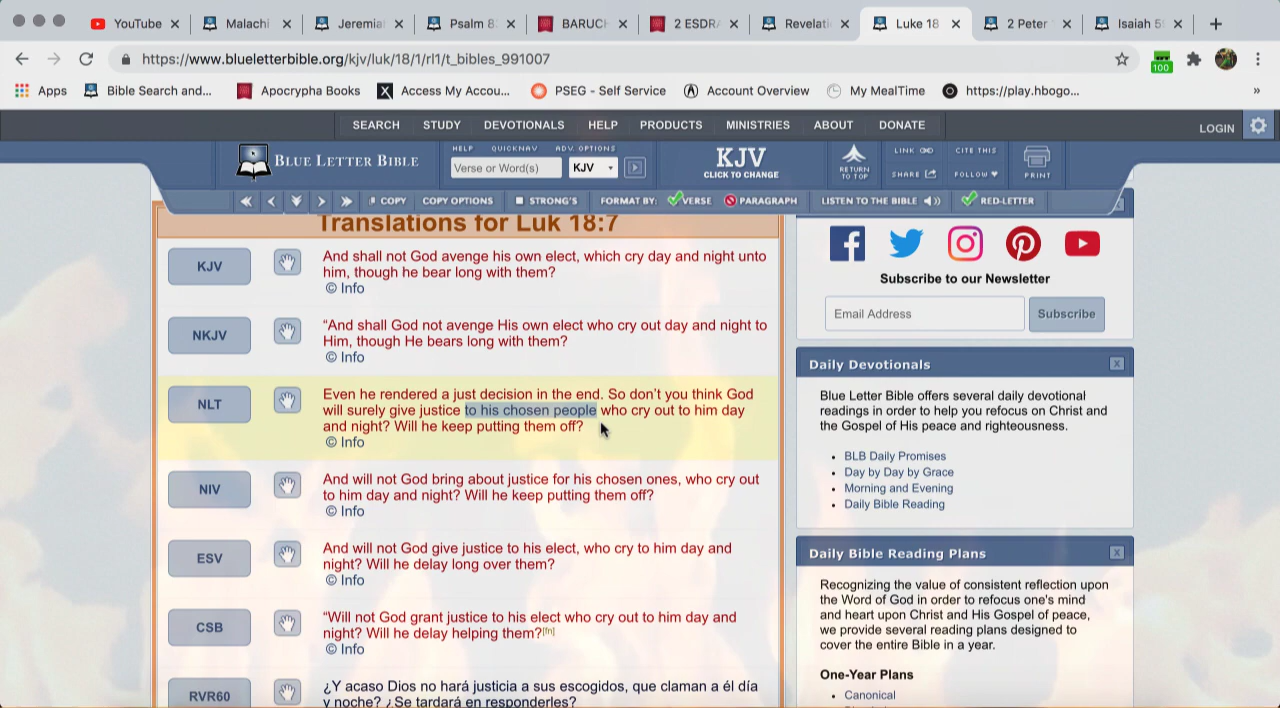 YouTube
Malachi
Jeremia
Psalm 8
BARUCH
2 ESDRA
Revelati
Luke 18
2 Peter
Isaiah 5
https://www.blueletterbible.org/kjv/luk/18/1/rl1/t_bibles_991007
100
Apps
Bible Search and...
Apocrypha Books
Access My Accou...
PSEG - Self Service
Account Overview
My MealTime
https://play.hbogo...
»
SEARCH STUDY DEVOTIONALS HELP PRODUCTS MINISTRIES ABOUT DONATE
LOGIN
BLUE LETTER BIBLE
HELP QUICKNAV ADV. OPTIONS
Verse or Word(s)
KJV
KJV
CLICK TO CHANGE
RETURN
TO TOP
LINK
CITE THIS
SHARE
FOLLOW
PRINT
COPY COPY OPTIONS STRONG'S FORMAT BY: VERSE PARAGRAPH LISTEN TO THE BIBLE RED-LETTER
Translations for Luk 18:7
KJV
And shall not God avenge his own elect, which cry day and night unto
him, though he bear long with them?
© Info
NKJV
“And shall God not avenge His own elect who cry out day and night to
Him, though He bears long with them?
© Info
NLT
Even he rendered a just decision in the end. So don’t you think God
will surely give justice to his chosen people who cry out to him day
and night? Will he keep putting them off?
© Info
NIV
And will not God bring about justice for his chosen ones, who cry out
to him day and night? Will he keep putting them off?
© Info
ESV
And will not God give justice to his elect, who cry to him day and
night? Will he delay long over them?
© Info
CSB
“Will not God grant justice to his elect who cry out to him day and
night? Will he delay helping them?[fn]
© Info
RVR60
¿Y acaso Dios no hará justicia a sus escogidos, que claman a él día
y noche? ¿Se tardará en responderles?
Subscribe to our Newsletter
Email Address
Subscribe
Daily Devotionals
Blue Letter Bible offers several daily devotional
readings in order to help you refocus on Christ and
the Gospel of His peace and righteousness.
BLB Daily Promises
Day by Day by Grace
Morning and Evening
Daily Bible Reading
Daily Bible Reading Plans
Recognizing the value of consistent reflection upon
the Word of God in order to refocus one's mind
and heart upon Christ and His Gospel of peace,
we provide several reading plans designed to
cover the entire Bible in a year.
One-Year Plans
Canonical